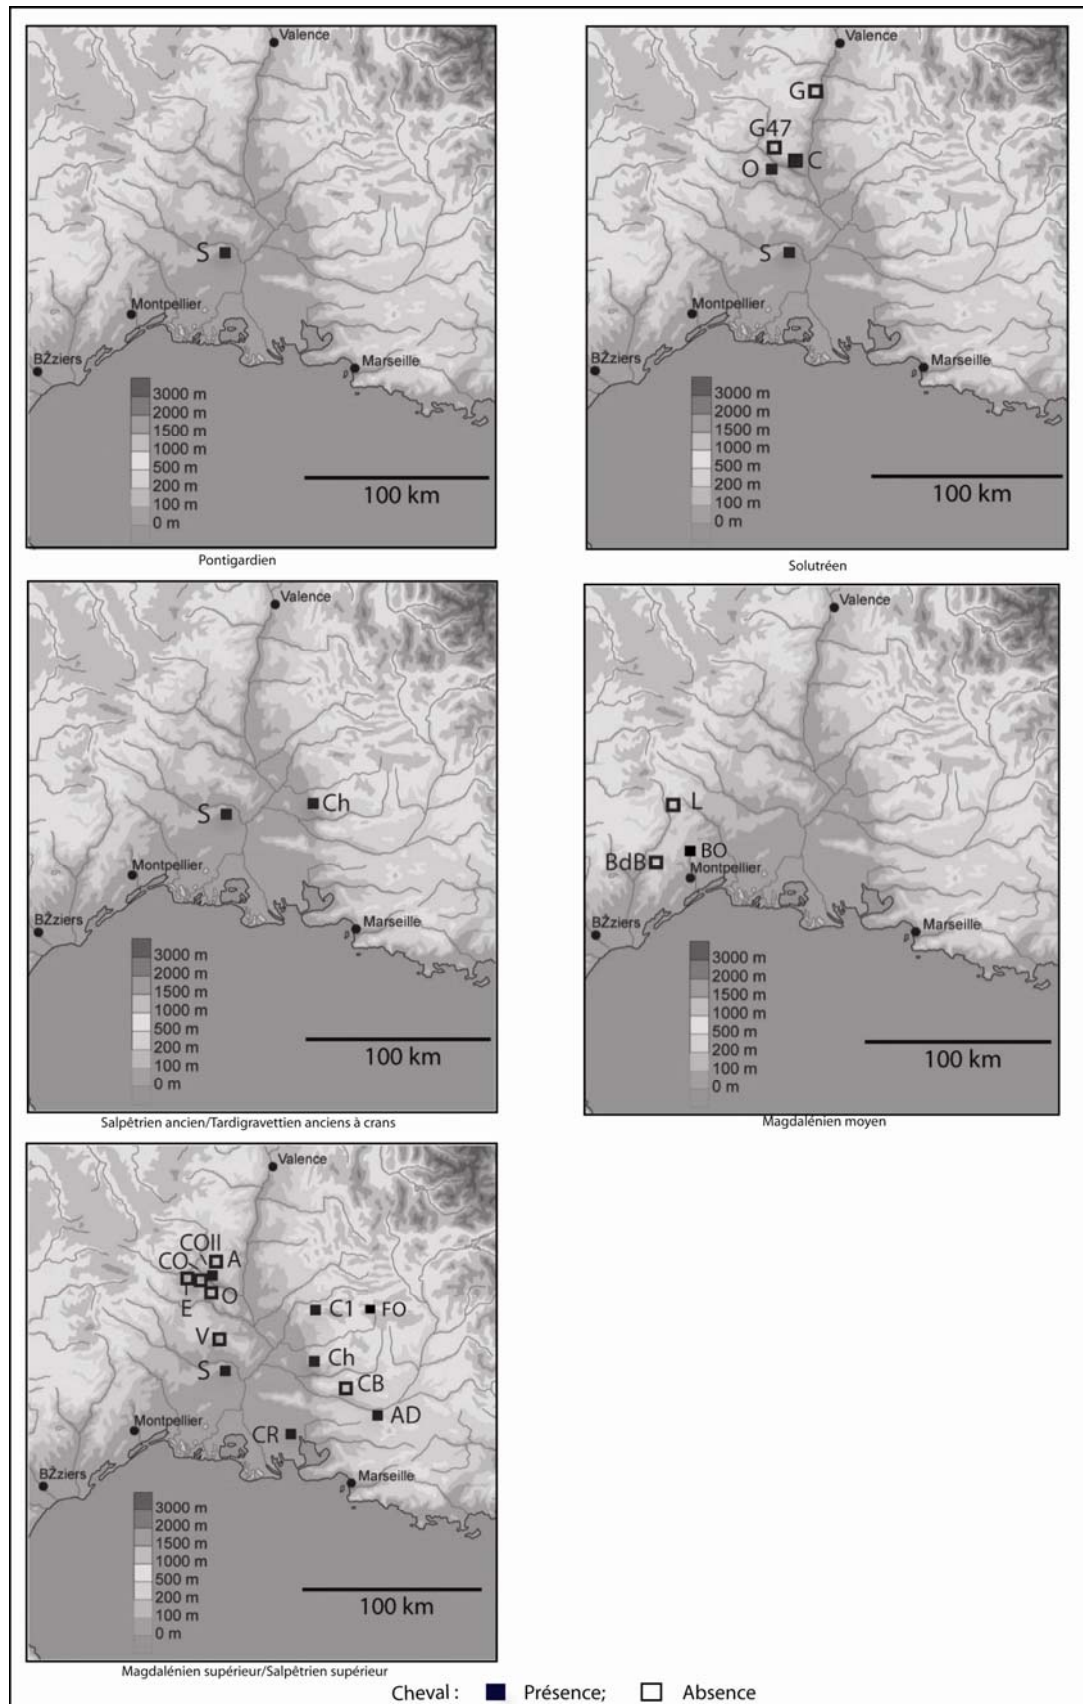 Valence
S
Montpellier
BŽziers
Marseille
3000 m
2000 m
1500 m
1000 m
500 m
200 m
100 m
0 m
100 km
Pontigardien
Valence
G
G47
O
C
S
Montpellier
BŽziers
Marseille
3000 m
2000 m
1500 m
1000 m
500 m
200 m
100 m
0 m
100 km
Solutréen
Valence
Ch
S
Montpellier
BŽziers
Marseille
3000 m
2000 m
1500 m
1000 m
500 m
200 m
100 m
0 m
100 km
Salpêtrien ancien/Tardigravettien anciens à crans
Valence
L
BO
BdB
Montpellier
BŽziers
Marseille
3000 m
2000 m
1500 m
1000 m
500 m
200 m
100 m
0 m
100 km
Magdalénien moyen
Valence
COII
CO
A
T
O
E
C1
FO
V
Ch
S
CB
AD
CR
Montpellier
BŽziers
Marseille
3000 m
2000 m
1500 m
1000 m
500 m
200 m
100 m
0 m
100 km
Magdalénien supérieur/Salpêtrien supérieur
Cheval : Présence; Absence